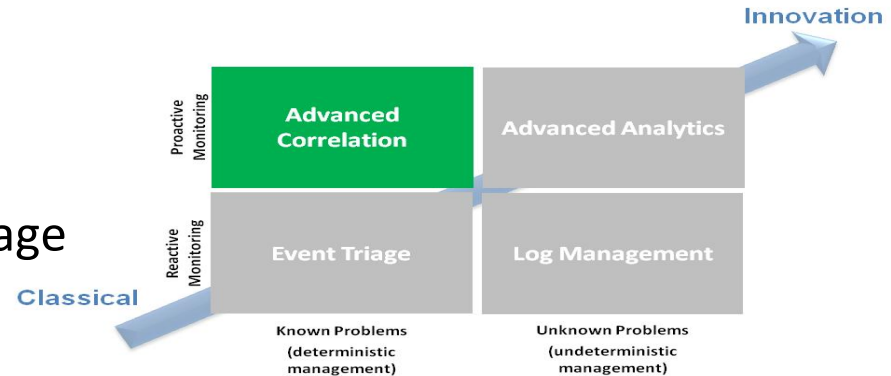 Innovation
Proactive
Monitoring
Advanced
Correlation
Advanced Analytics
age
Reactive
Monitoring
Event Triage
Log Management
Classical
Known Problems
(deterministic
management)
Unknown Problems
(undeterministic
management)